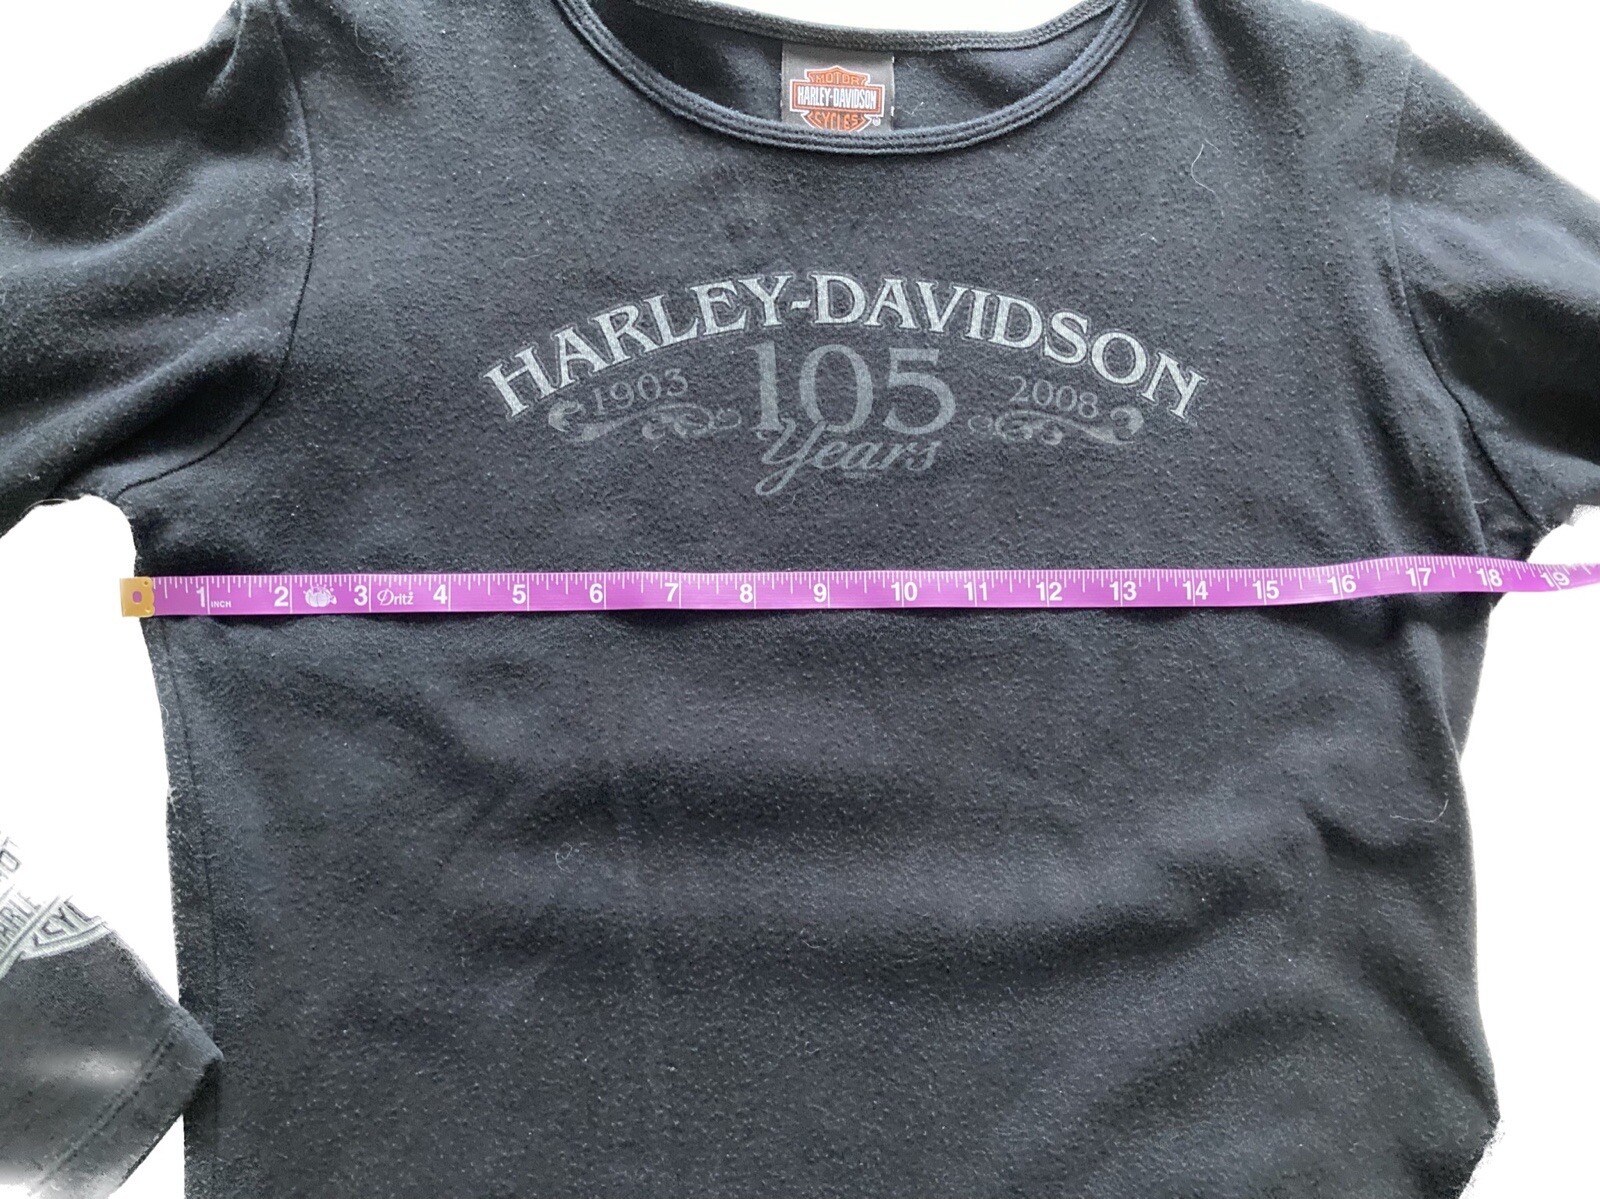 MOTOR
HARLEY-DAVIDSON
CYCLES
HARLEY-DAVIDSON
1903 105 2008
Years
1 INCH 2 3 Dritz 4 5 6 7 8 9 10 11 12 13 14 15 16 17 18 19